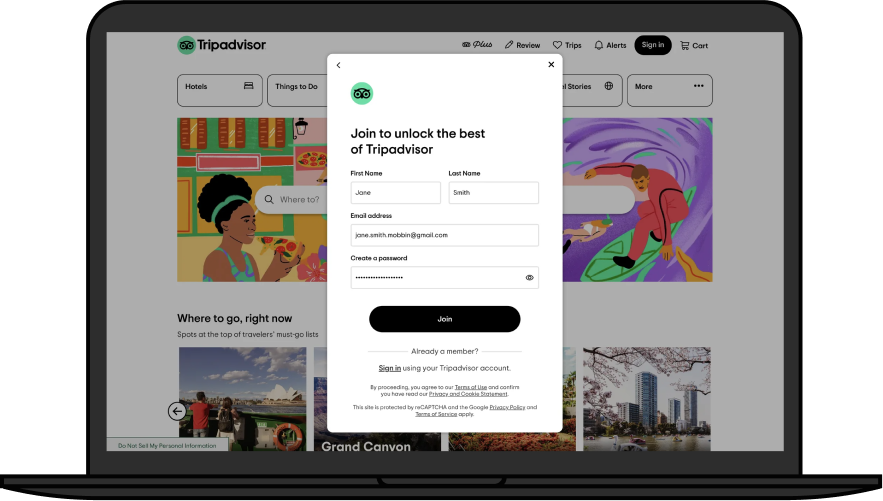 Tripadvisor
Plus
Review
Trips
Alerts
Sign in
Cart
Hotels
Things to Do
l Stories
More
Where to?
Join to unlock the best
of Tripadvisor
First Name
Last Name
Jane
Smith
Email address
jane.smith.mobbin@gmail.com
Create a password
Join
Already a member?
Sign in using your Tripadvisor account.
By proceeding, you agree to our Terms of Use and confirm
you have read our Privacy and Cookie Statement.
This site is protected by reCAPTCHA and the Google Privacy Policy and
Terms of Service apply.
Where to go, right now
Spots at the top of travelers' must-go lists
Grand Canyon
Do Not Sell My Personal Information